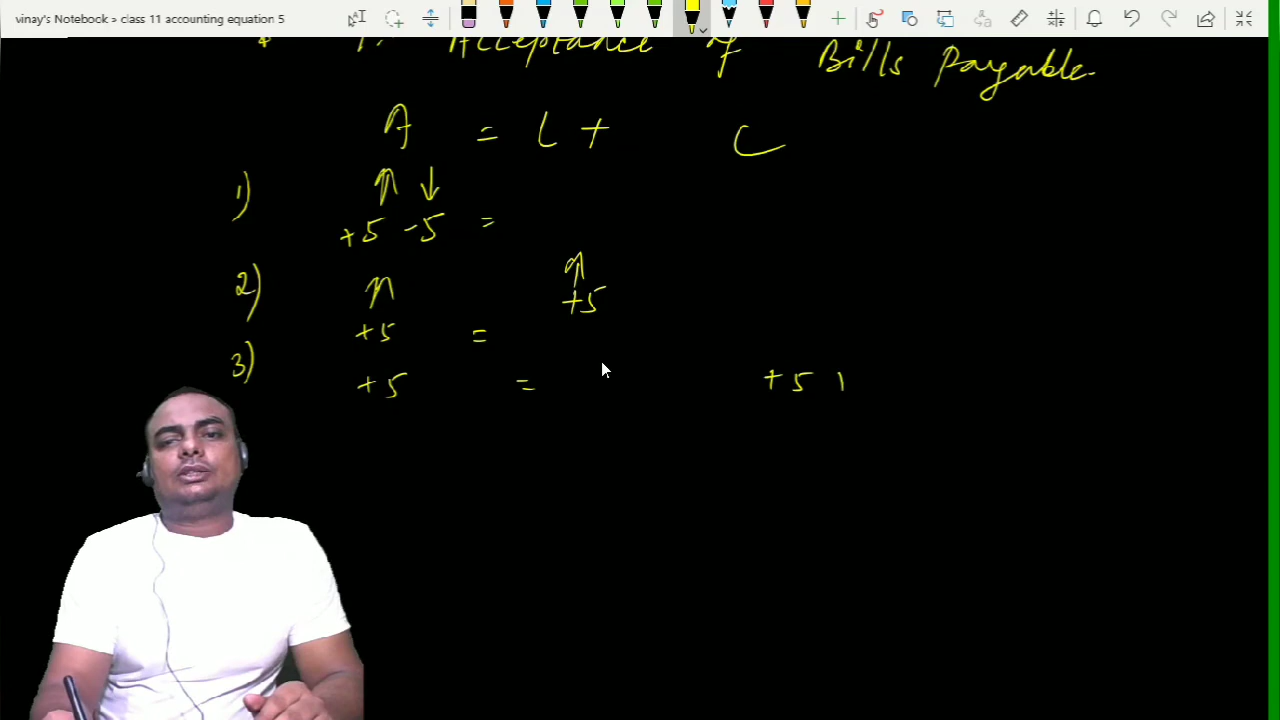 vinay's Notebook > class 11 accounting equation 5
Acceptance of Bills Payable
A = L + C
1) ↑ ↓
+5 -5 =
2) ↑ ↑
+5 = +5
3)
+5 = +5